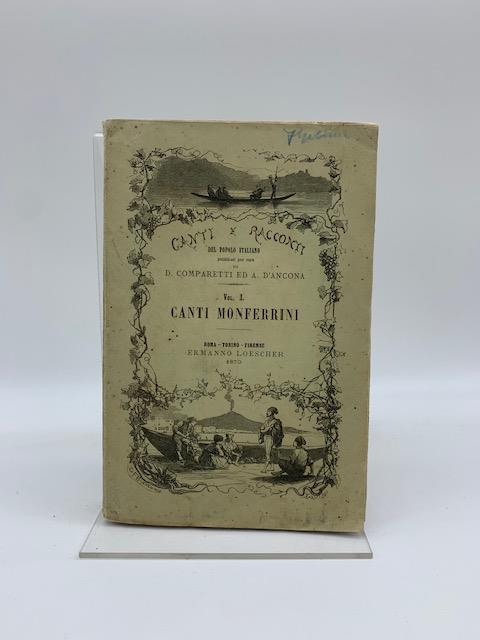 CANTI E RACCONTI
DEL POPOLO ITALIANO
pubblicati per cura
DI
D. COMPARETTI ED A. D'ANCONA
VOL. I.
CANTI MONFERRINI
ROMA - TORINO - FIRENZE
ERMANNO LOESCHER
1870